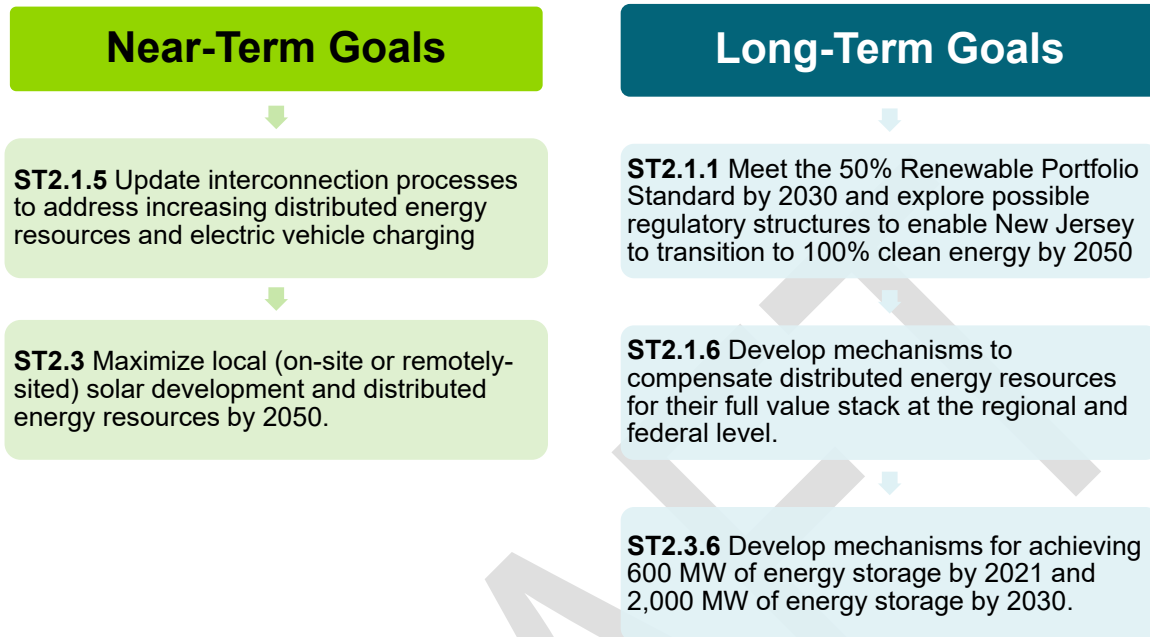 Near-Term Goals
ST2.1.5 Update interconnection processes
to address increasing distributed energy
resources and electric vehicle charging
ST2.3 Maximize local (on-site or remotely-
sited) solar development and distributed
energy resources by 2050.
Long-Term Goals
ST2.1.1 Meet the 50% Renewable Portfolio
Standard by 2030 and explore possible
regulatory structures to enable New Jersey
to transition to 100% clean energy by 2050
ST2.1.6 Develop mechanisms to
compensate distributed energy resources
for their full value stack at the regional and
federal level.
ST2.3.6 Develop mechanisms for achieving
600 MW of energy storage by 2021 and
2,000 MW of energy storage by 2030.